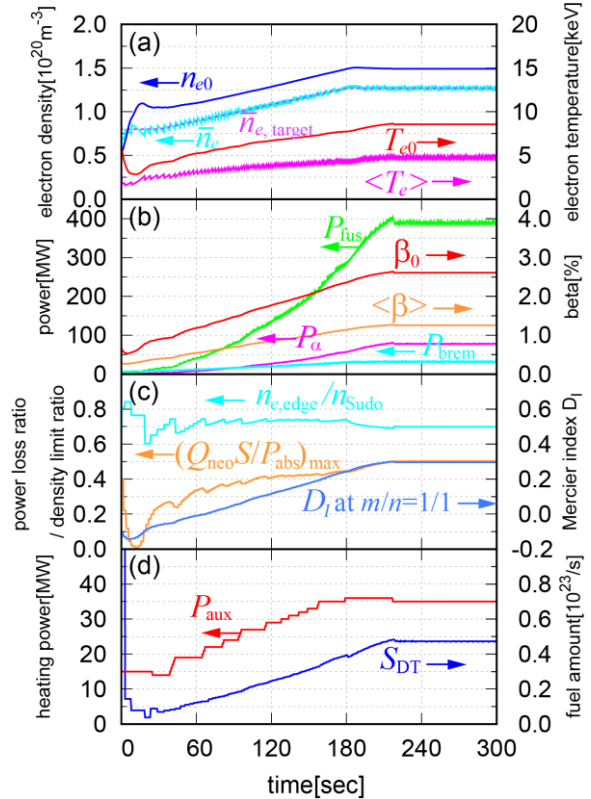 (a)
electron density[10²⁰m⁻³]
2.0
1.5
1.0
0.5
0.0
n_e0
n̄_e
n̄_e, target
T_e0
<T_e>
20
15
10
5
0
electron temperature[keV]
(b)
power[MW]
400
300
200
100
0
P_fus
β_0
<β>
P_α
P_brem
4.0
3.0
2.0
1.0
0.0
beta[%]
(c)
power loss ratio
/ density limit ratio
0.8
0.6
0.4
0.2
0.0
n_e,edge/n_Sudo
(Q_neo S/P_abs)_max
D_I at m/n=1/1
0.6
0.4
0.2
0.0
-0.2
Mercier index D_I
(d)
heating power[MW]
40
30
20
10
0
P_aux
S_DT
0.8
0.6
0.4
0.2
0.0
fuel amount[10²³/s]
0 60 120 180 240 300
time[sec]